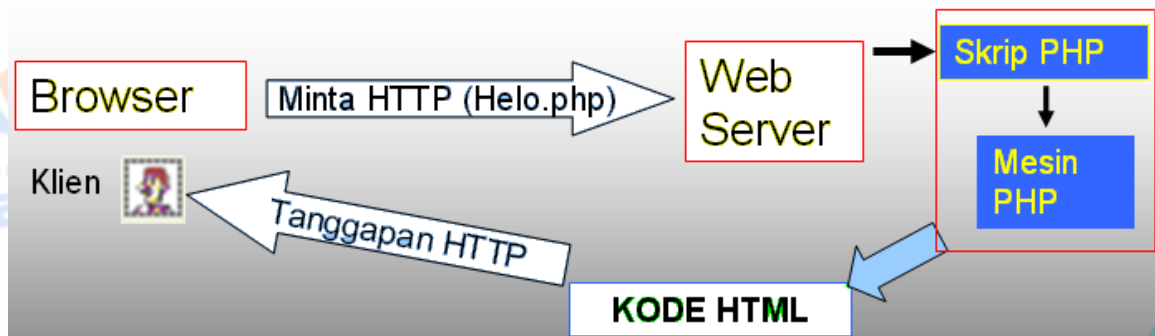 Browser
Minta HTTP (Helo.php)
Web
Server
Skrip PHP
Mesin
PHP
Klien
Tanggapan HTTP
KODE HTML